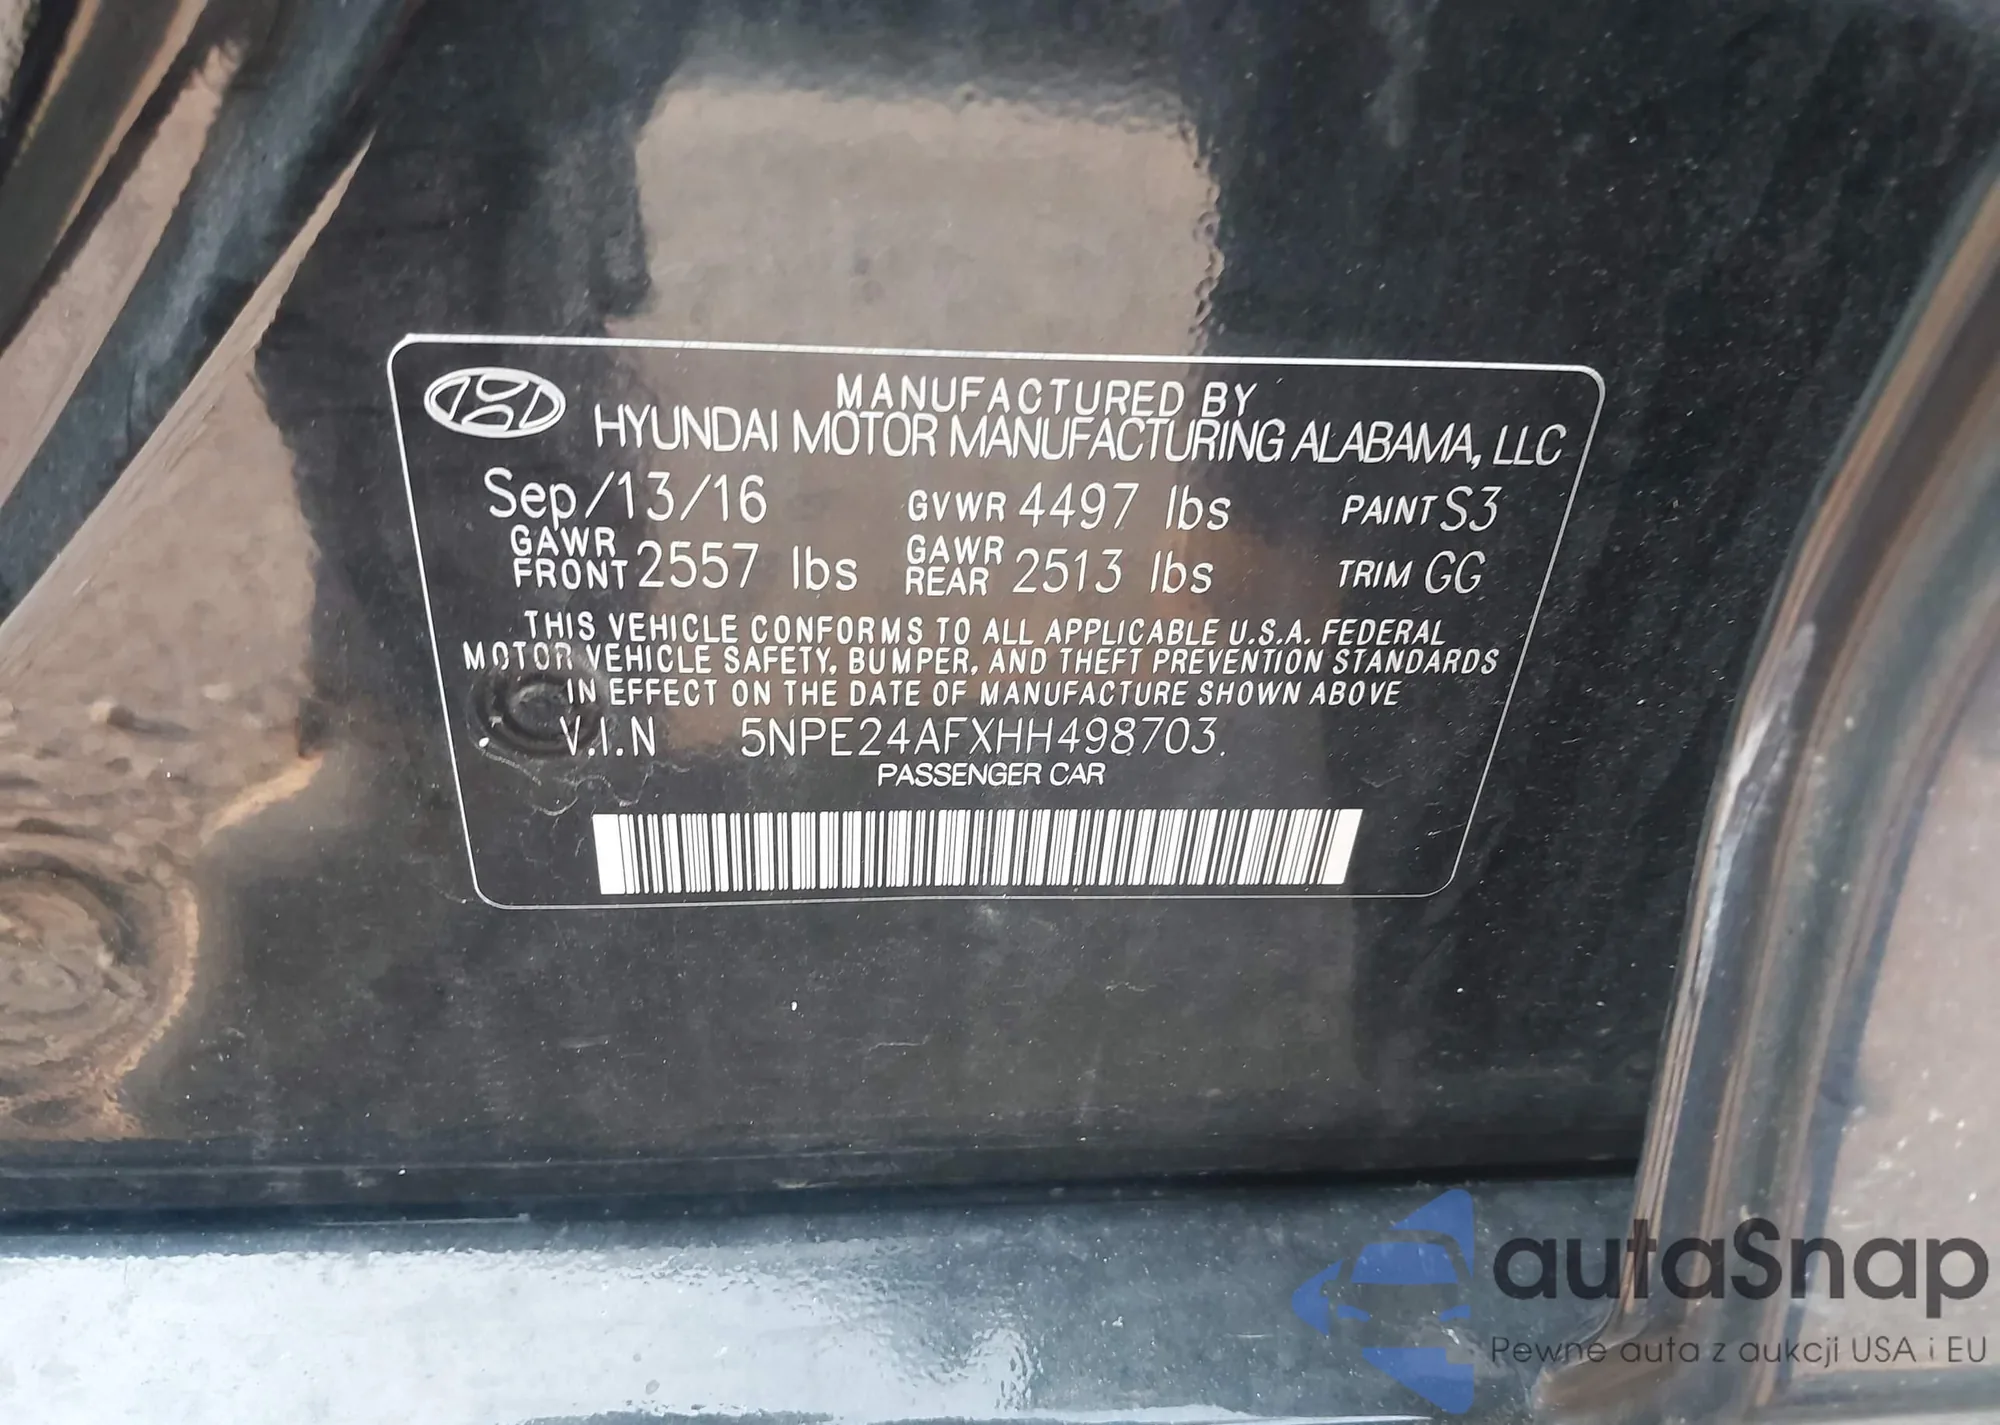 MANUFACTURED BY
HYUNDAI MOTOR MANUFACTURING ALABAMA, LLC
Sep/13/16 GVWR 4497 lbs PAINT S3
GAWR FRONT 2557 lbs GAWR REAR 2513 lbs TRIM GG
THIS VEHICLE CONFORMS TO ALL APPLICABLE U.S.A. FEDERAL
MOTOR VEHICLE SAFETY, BUMPER, AND THEFT PREVENTION STANDARDS
IN EFFECT ON THE DATE OF MANUFACTURE SHOWN ABOVE
V.I.N 5NPE24AFXHH498703.
PASSENGER CAR
autaSnap
Pewne auta z aukcji USA i EU